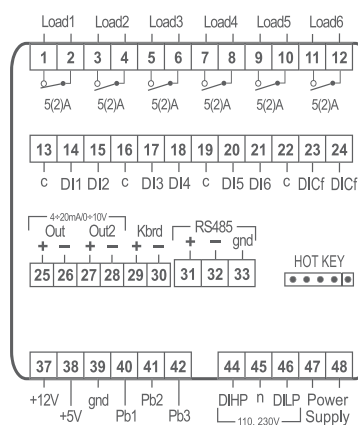 Load1 Load2 Load3 Load4 Load5 Load6
1 2 3 4 5 6 7 8 9 10 11 12
5(2)A 5(2)A 5(2)A 5(2)A 5(2)A 5(2)A
13 14 15 16 17 18 19 20 21 22 23 24
c DI1 DI2 c DI3 DI4 c DI5 DI6 c DICf DICf
4÷20mA/0÷10V
Out Out2 Kbrd RS485
+ − + − + − + − gnd
25 26 27 28 29 30 31 32 33
HOT KEY
37 38 39 40 41 42 44 45 46 47 48
+12V gnd Pb2 DIHP n DILP Power
+5V Pb1 Pb3 110, 230V Supply